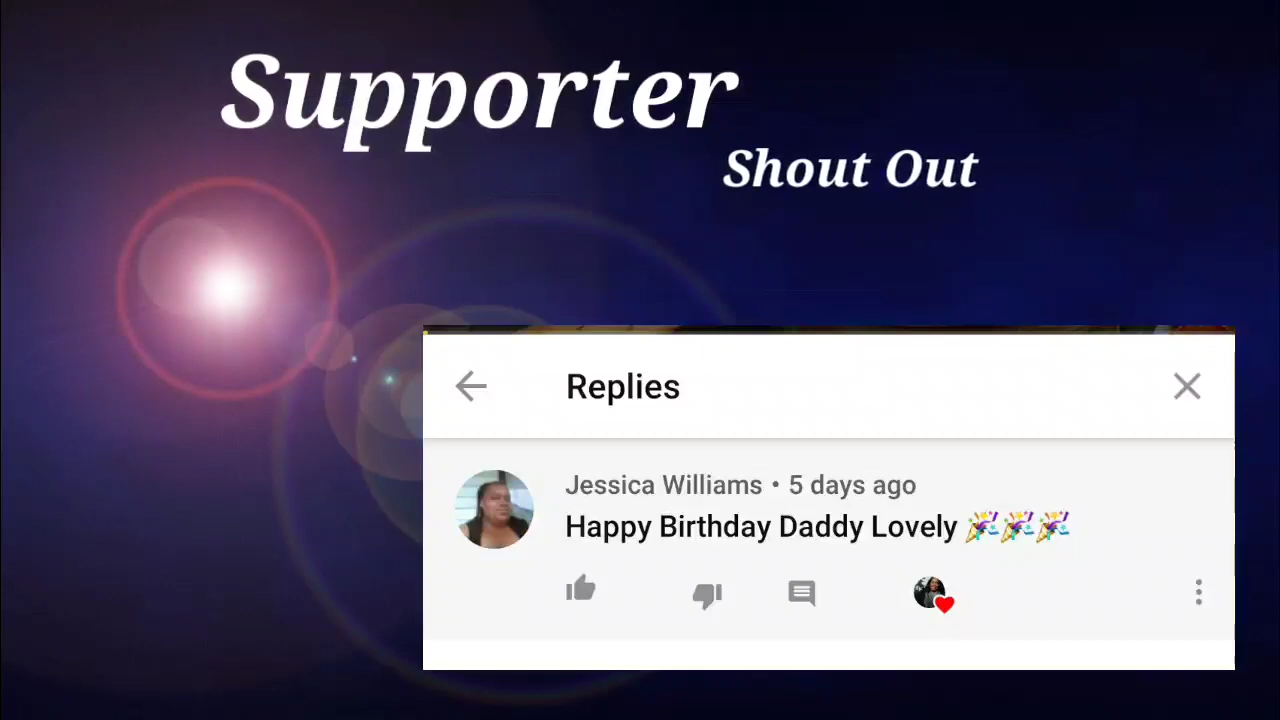 Supporter
Shout Out
Replies
Jessica Williams • 5 days ago
Happy Birthday Daddy Lovely 🎉🎉🎉